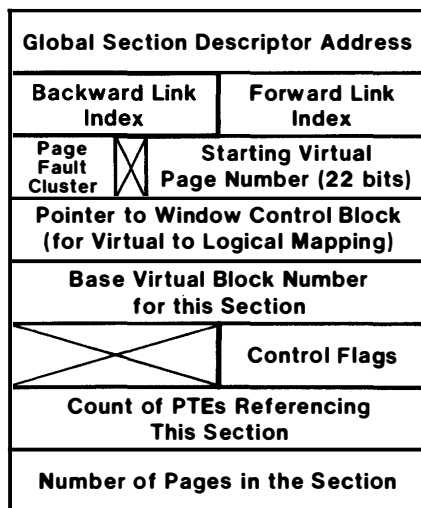 Global Section Descriptor Address
Backward Link
Index
Forward Link
Index
Page
Fault
Cluster
Starting Virtual
Page Number (22 bits)
Pointer to Window Control Block
(for Virtual to Logical Mapping)
Base Virtual Block Number
for this Section
Control Flags
Count of PTEs Referencing
This Section
Number of Pages in the Section